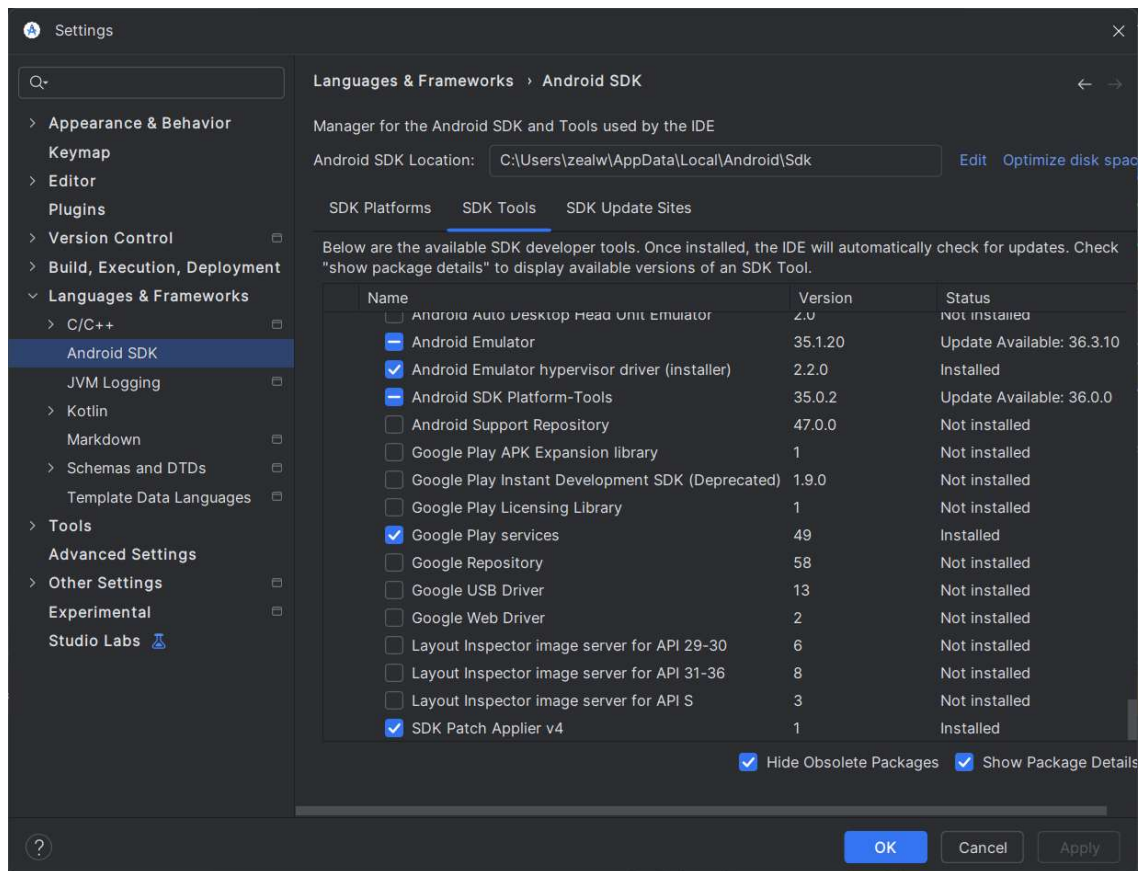 Settings
Languages & Frameworks › Android SDK
Manager for the Android SDK and Tools used by the IDE
Android SDK Location: C:\Users\zealw\AppData\Local\Android\Sdk Edit Optimize disk spac
Appearance & Behavior
Keymap
Editor
Plugins
Version Control
Build, Execution, Deployment
Languages & Frameworks
C/C++
Android SDK
JVM Logging
Kotlin
Markdown
Schemas and DTDs
Template Data Languages
Tools
Advanced Settings
Other Settings
Experimental
Studio Labs
SDK Platforms SDK Tools SDK Update Sites
Below are the available SDK developer tools. Once installed, the IDE will automatically check for updates. Check
"show package details" to display available versions of an SDK Tool.
Name Version Status
Android Auto Desktop Head Unit Emulator 2.0 Not installed
Android Emulator 35.1.20 Update Available: 36.3.10
Android Emulator hypervisor driver (installer) 2.2.0 Installed
Android SDK Platform-Tools 35.0.2 Update Available: 36.0.0
Android Support Repository 47.0.0 Not installed
Google Play APK Expansion library 1 Not installed
Google Play Instant Development SDK (Deprecated) 1.9.0 Not installed
Google Play Licensing Library 1 Not installed
Google Play services 49 Installed
Google Repository 58 Not installed
Google USB Driver 13 Not installed
Google Web Driver 2 Not installed
Layout Inspector image server for API 29-30 6 Not installed
Layout Inspector image server for API 31-36 8 Not installed
Layout Inspector image server for API S 3 Not installed
SDK Patch Applier v4 1 Installed
Hide Obsolete Packages Show Package Details
? OK Cancel Apply